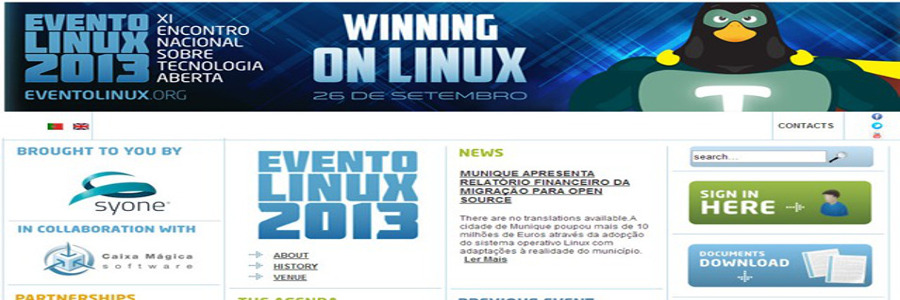 EVENTO
LINUX
2013
XI
ENCONTRO
NACIONAL
SOBRE
TECNOLOGIA
ABERTA
EVENTOLINUX.ORG
WINNING
ON LINUX
26 DE SETEMBRO
T
CONTACTS
BROUGHT TO YOU BY
syone
IN COLLABORATION WITH
Caixa Mágica
software
PARTNERSHIPS
EVENTO
LINUX
2013
ABOUT
HISTORY
VENUE
THE AGENDA
NEWS
MUNIQUE APRESENTA
RELATÓRIO FINANCEIRO DA
MIGRAÇÃO PARA OPEN
SOURCE
There are no translations available.A
cidade de Munique poupou mais de 10
milhões de Euros através da adopção
do sistema operativo Linux com
adaptações à realidade do município.
Ler Mais
PREVIOUS EVENT
search...
SIGN IN
HERE
DOCUMENTS
DOWNLOAD